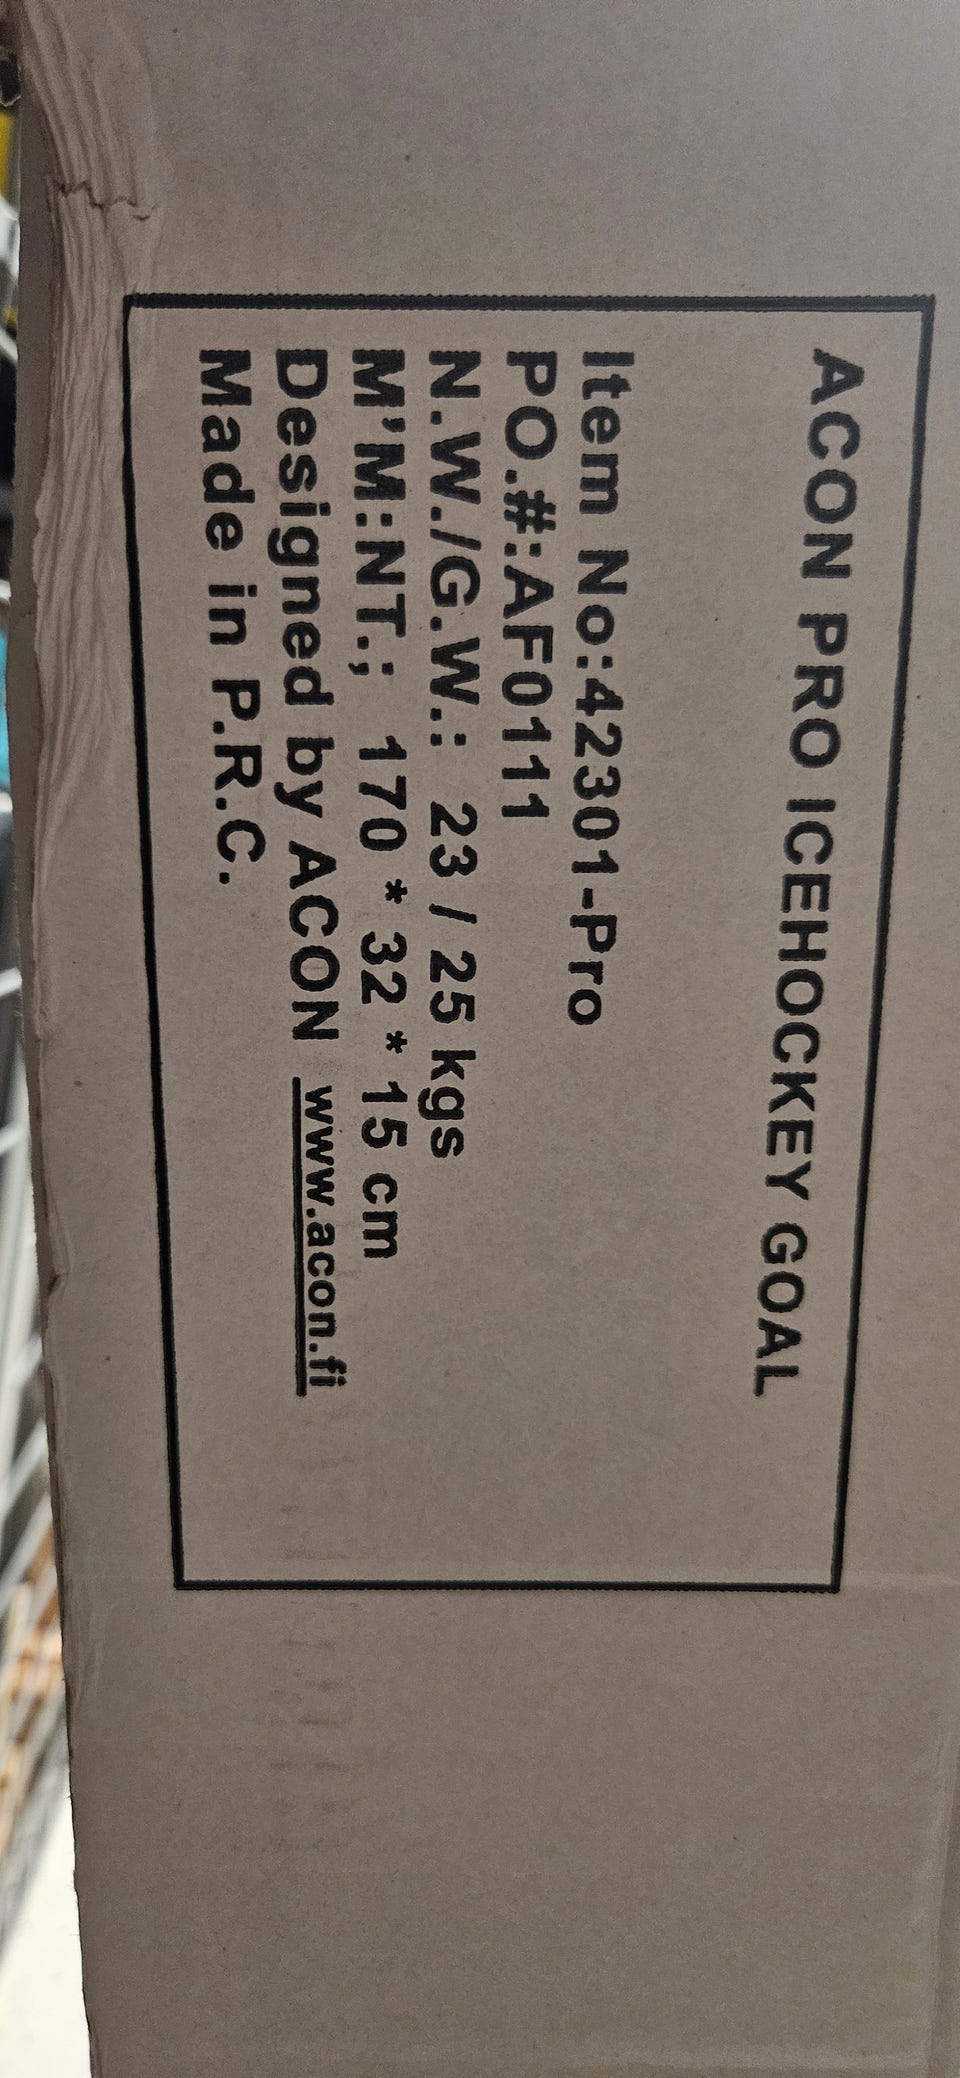 ACON PRO ICEHOCKEY GOAL
Item No:42301-Pro
PO.#:AF0111
N.W./G.W.: 23 / 25 kgs
M'M:NT.; 170 * 32 * 15 cm
Designed by ACON www.acon.fi
Made in P.R.C.